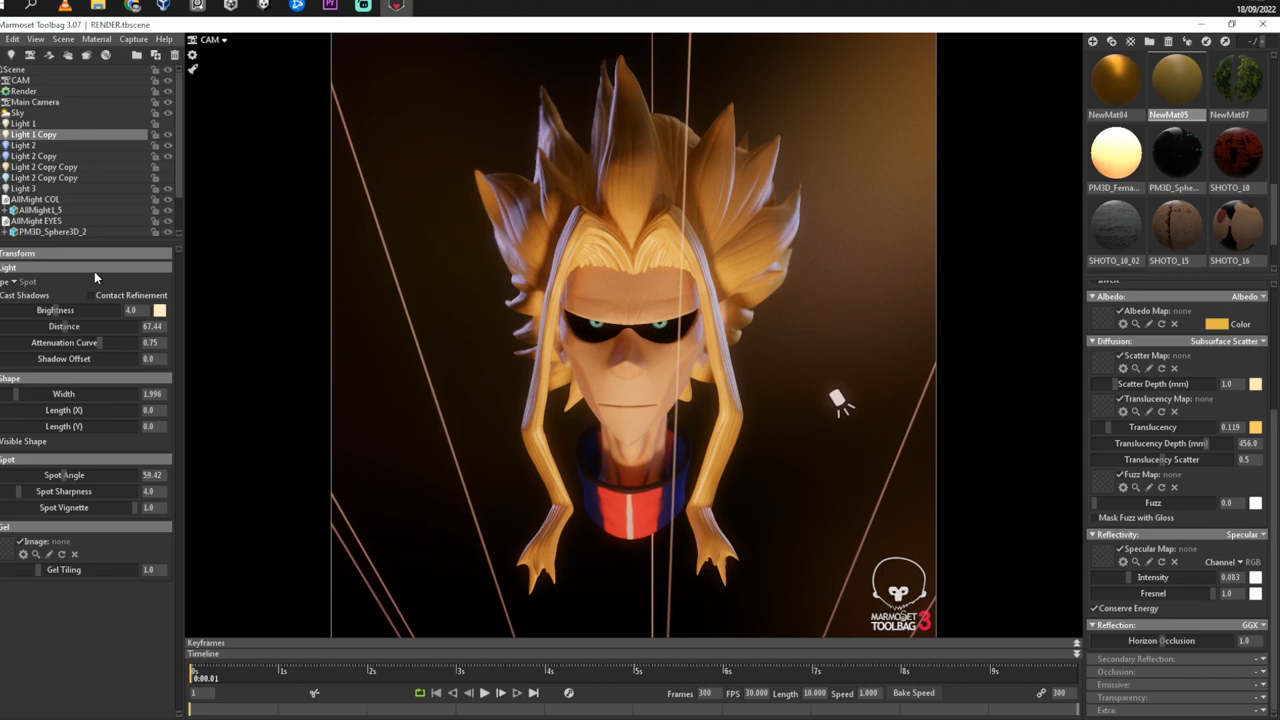 18/09/2022
Marmoset Toolbag 3.07 | RENDER.tbscene
Edit View Scene Material Capture Help
CAM
-/
Scene
CAM
Render
Main Camera
Sky
Light 1
Light 1 Copy
Light 2
Light 2 Copy
Light 2 Copy Copy
Light 2 Copy Copy
Light 3
AllMight COL
AllMight1_5
AllMight EYES
PM3D_Sphere3D_2
Transform
Light
pe Spot
Cast Shadows Contact Refinement
Brightness 4.0
Distance 67.44
Attenuation Curve 0.75
Shadow Offset 0.0
Shape
Width 1.996
Length (X) 0.0
Length (Y) 0.0
Visible Shape
Spot
Spot Angle 59.42
Spot Sharpness 4.0
Spot Vignette 1.0
Gel
Image: none
Gel Tiling 1.0
MARMOSET
TOOLBAG 3
Keyframes
Timeline
0s 1s 2s 3s 4s 5s 6s 7s 8s 9s
0:00.01
1 Frames 300 FPS 30.000 Length 10.000 Speed 1.000 Bake Speed 300
NewMat04 NewMat05 NewMat07
PM3D_Fema... PM3D_Sphe... SHOTO_10
SHOTO_10_02 SHOTO_15 SHOTO_16
Albedo: Albedo
Albedo Map: none
Color
Diffusion: Subsurface Scatter
Scatter Map: none
Scatter Depth (mm) 1.0
Translucency Map: none
Translucency 0.119
Translucency Depth (mm) 456.0
Translucency Scatter 0.5
Fuzz Map: none
Fuzz 0.0
Mask Fuzz with Gloss
Reflectivity: Specular
Specular Map: none
Channel RGB
Intensity 0.083
Fresnel 1.0
Conserve Energy
Reflection: GGX
Horizon Occlusion 1.0
Secondary Reflection: -
Occlusion: -
Emissive: -
Transparency: -
Extra: -